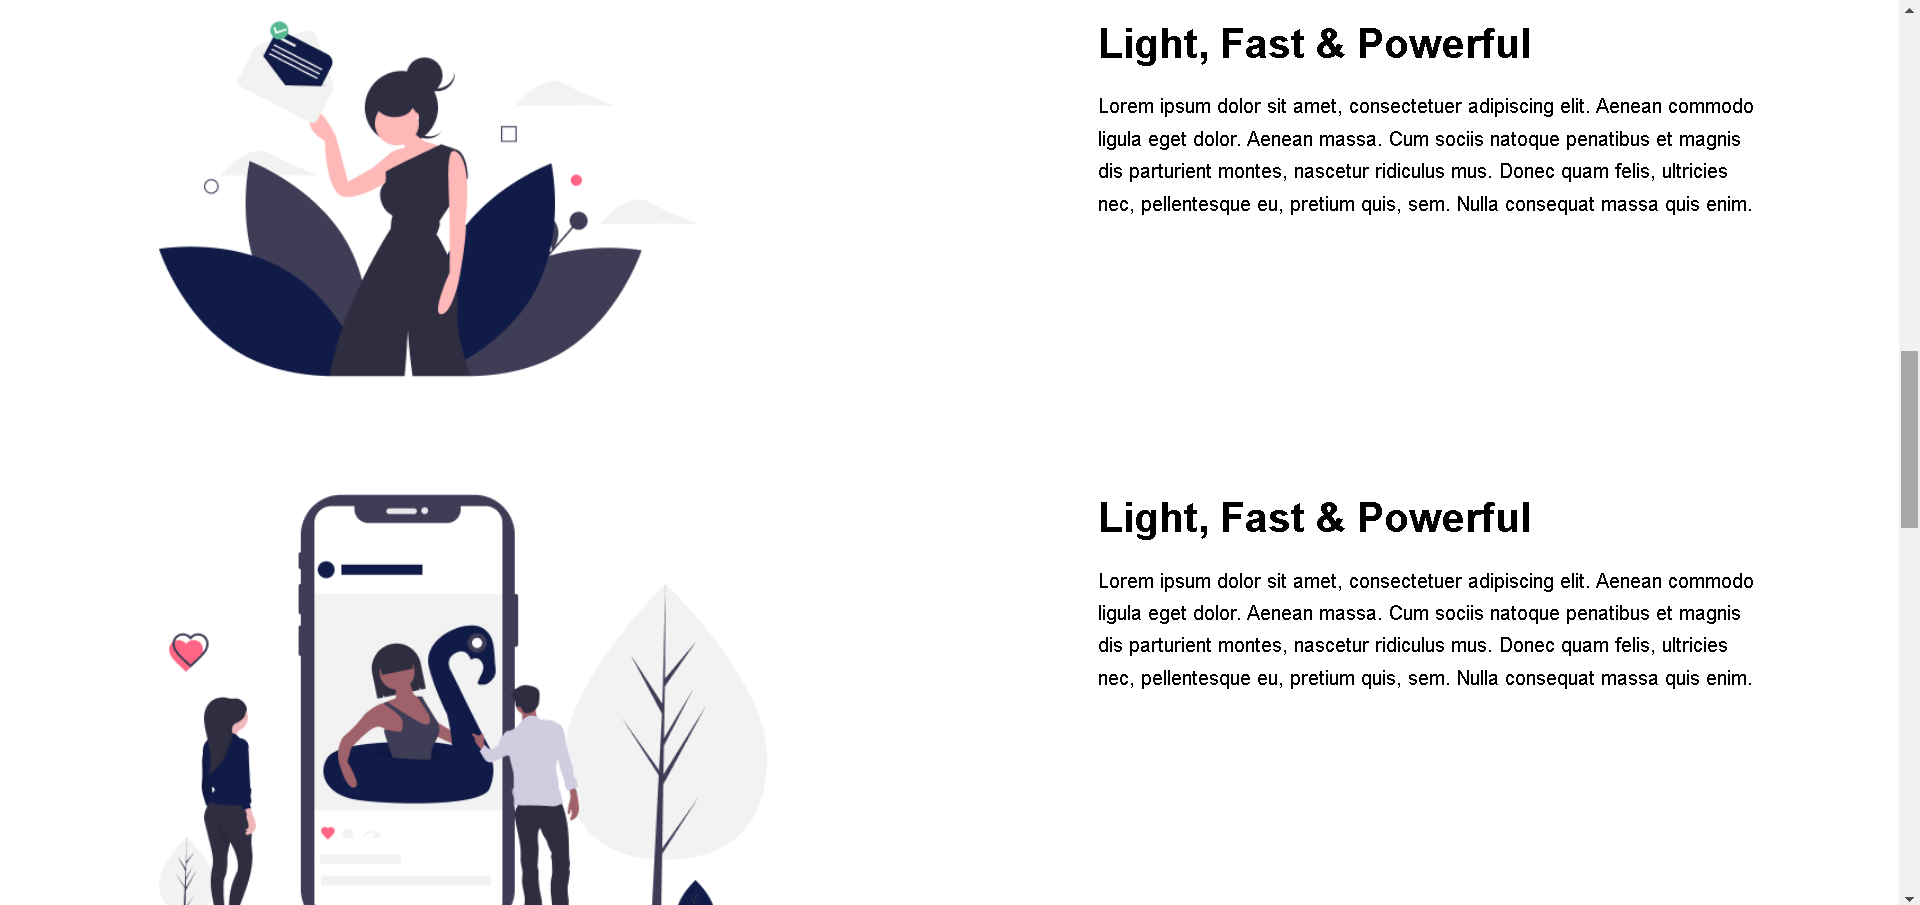 Light, Fast & Powerful
Lorem ipsum dolor sit amet, consectetuer adipiscing elit. Aenean commodo
ligula eget dolor. Aenean massa. Cum sociis natoque penatibus et magnis
dis parturient montes, nascetur ridiculus mus. Donec quam felis, ultricies
nec, pellentesque eu, pretium quis, sem. Nulla consequat massa quis enim.
Light, Fast & Powerful
Lorem ipsum dolor sit amet, consectetuer adipiscing elit. Aenean commodo
ligula eget dolor. Aenean massa. Cum sociis natoque penatibus et magnis
dis parturient montes, nascetur ridiculus mus. Donec quam felis, ultricies
nec, pellentesque eu, pretium quis, sem. Nulla consequat massa quis enim.